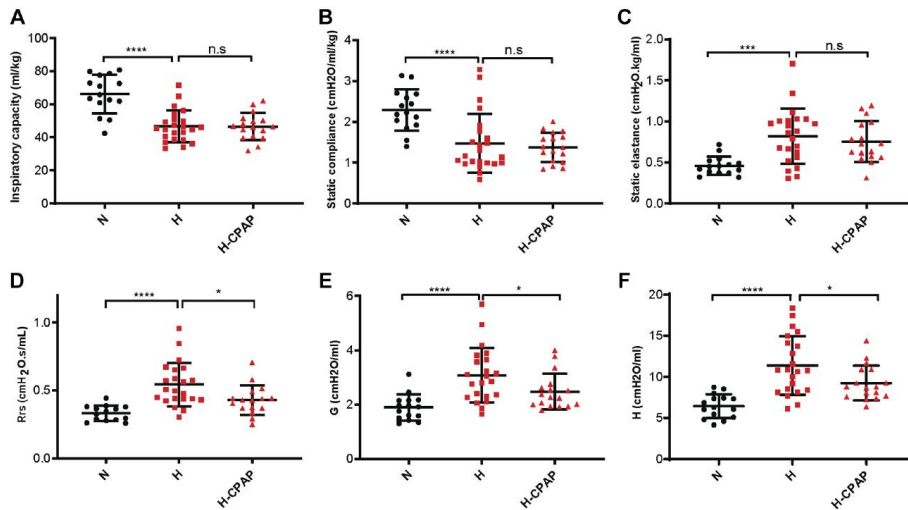 A
B
C
Inspiratory capacity (ml/kg)
100
80
60
40
20
0
****
n.s
N
H
H-CPAP
Static compliance (cmH2O/ml/kg)
4
3
2
1
0
****
n.s
N
H
H-CPAP
Static elastance (cmH₂O.kg/ml)
2.0
1.5
1.0
0.5
0.0
***
n.s
N
H
H-CPAP
D
E
F
Rrs (cmH₂O.s/mL)
1.0
0.5
0.0
****
*
N
H
H-CPAP
G (cmH2O/ml)
6
4
2
0
****
*
N
H
H-CPAP
H (cmH2O/ml)
20
15
10
5
0
****
*
N
H
H-CPAP